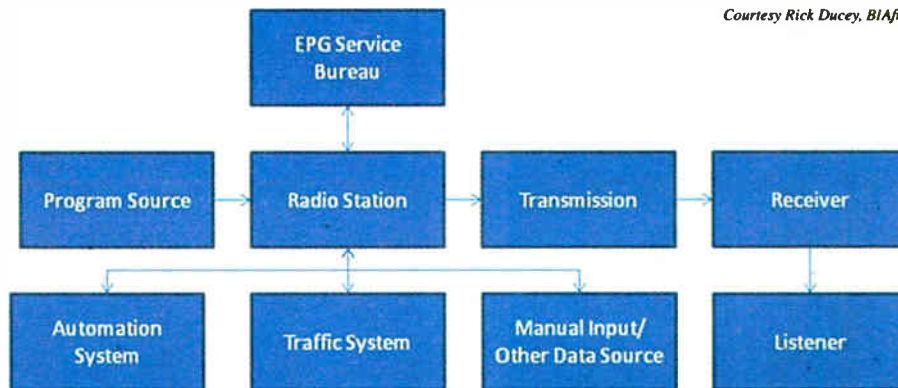 Courtesy Rick Ducey,
EPG Service
Bureau
Program Source
Radio Station
Transmission
Receiver
Automation
System
Traffic System
Manual Input/
Other Data Source
Listener